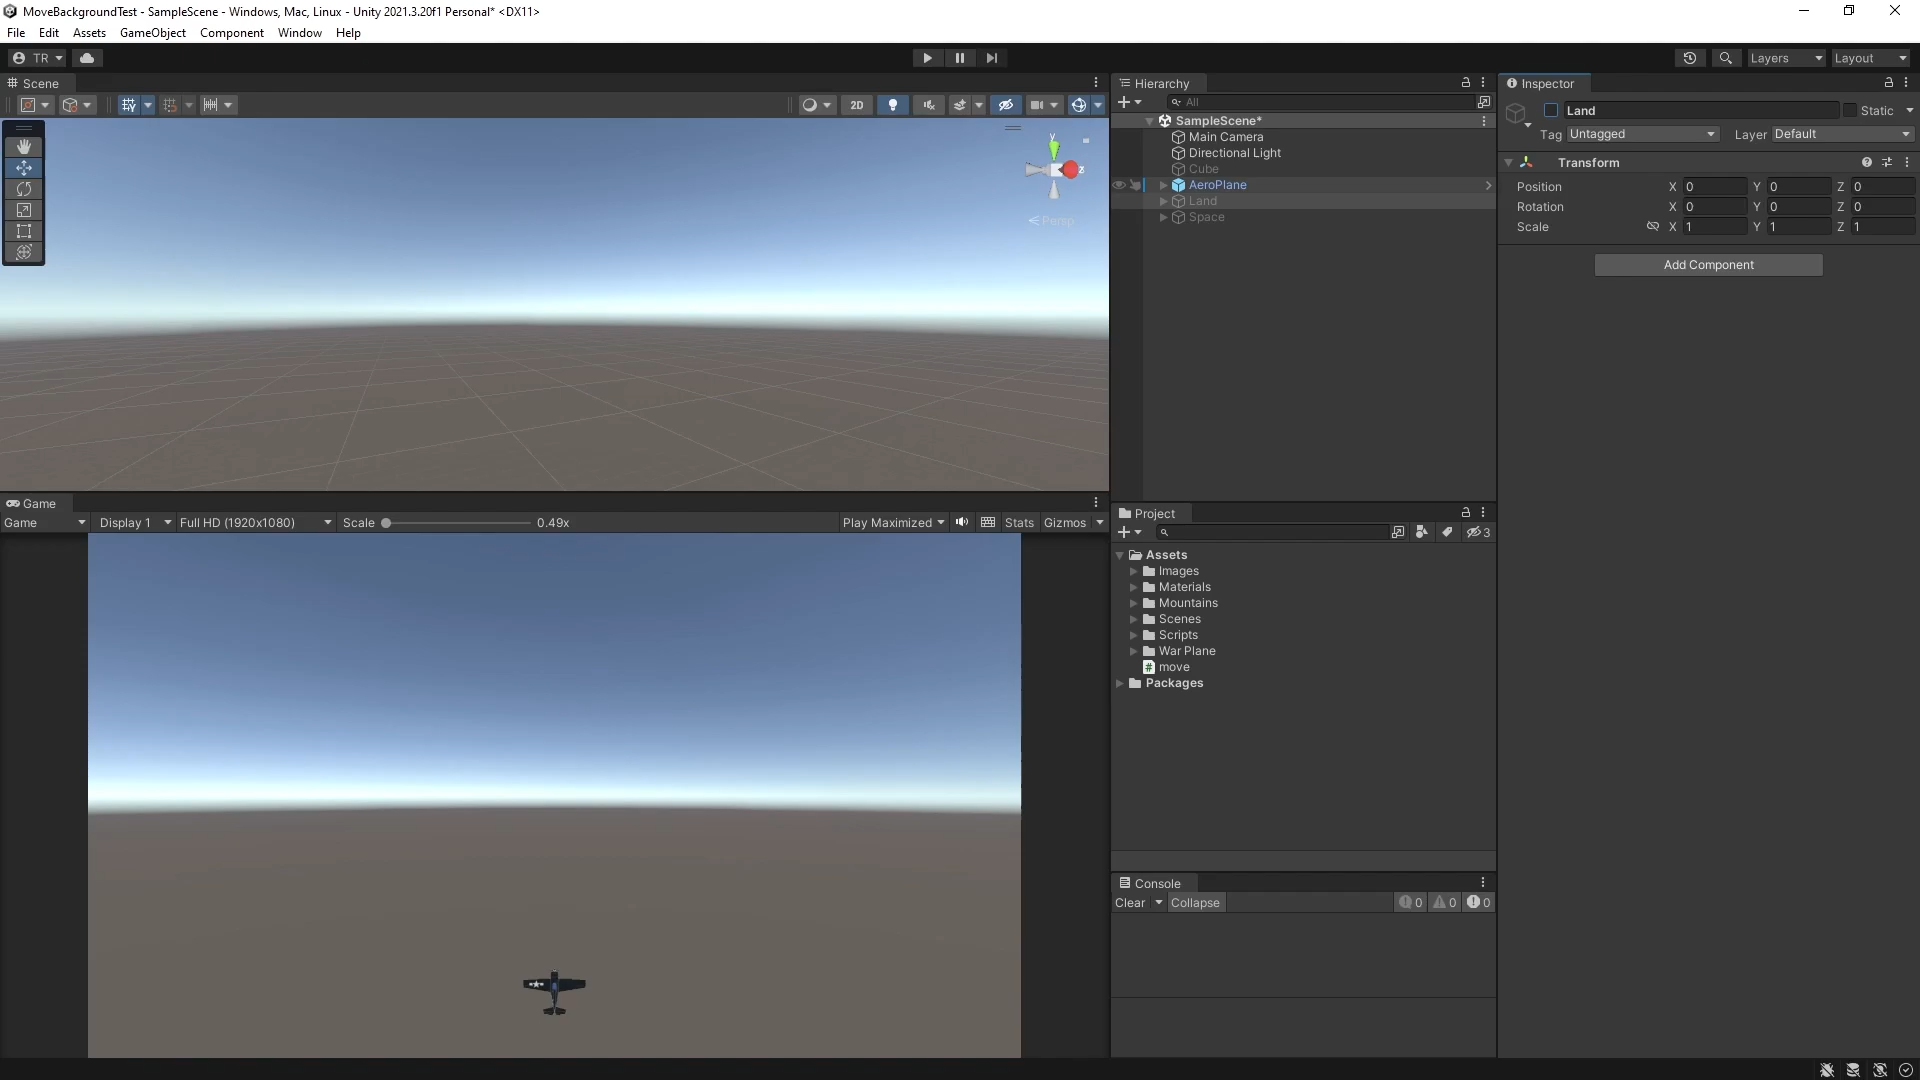 MoveBackgroundTest - SampleScene - Windows, Mac, Linux - Unity 2021.3.20f1 Personal* <DX11>
File Edit Assets GameObject Component Window Help
TR Layers Layout
Scene
2D
y
z
Persp
Game
Game Display 1 Full HD (1920x1080) Scale 0.49x Play Maximized Stats Gizmos
Hierarchy
All
SampleScene*
Main Camera
Directional Light
Cube
AeroPlane
Land
Space
Project
3
Assets
Images
Materials
Mountains
Scenes
Scripts
War Plane
# move
Packages
Console
Clear Collapse 0 0 0
Inspector
Land Static
Tag Untagged Layer Default
Transform
Position X 0 Y 0 Z 0
Rotation X 0 Y 0 Z 0
Scale X 1 Y 1 Z 1
Add Component